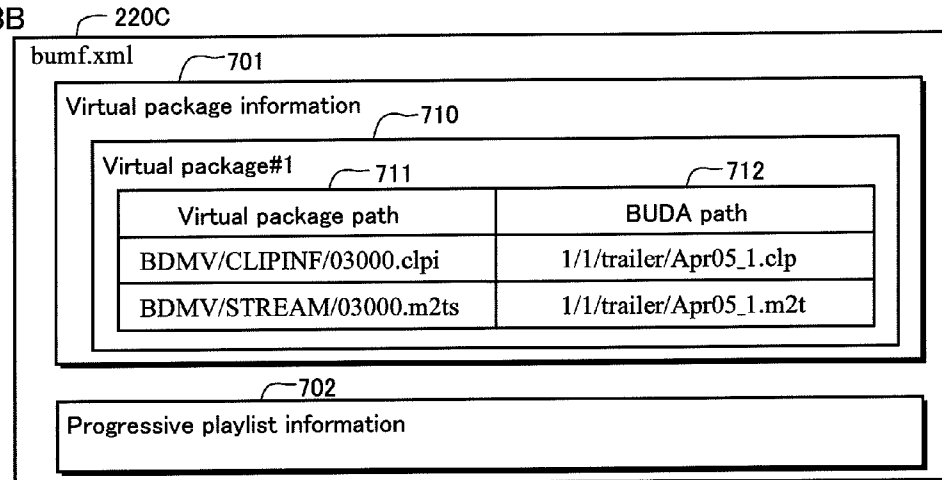 3B
220C
bumf.xml
701
Virtual package information
710
Virtual package#1
711
712
Virtual package path BUDA path
BDMV/CLIPINF/03000.clpi 1/1/trailer/Apr05_1.clp
BDMV/STREAM/03000.m2ts 1/1/trailer/Apr05_1.m2t
702
Progressive playlist information